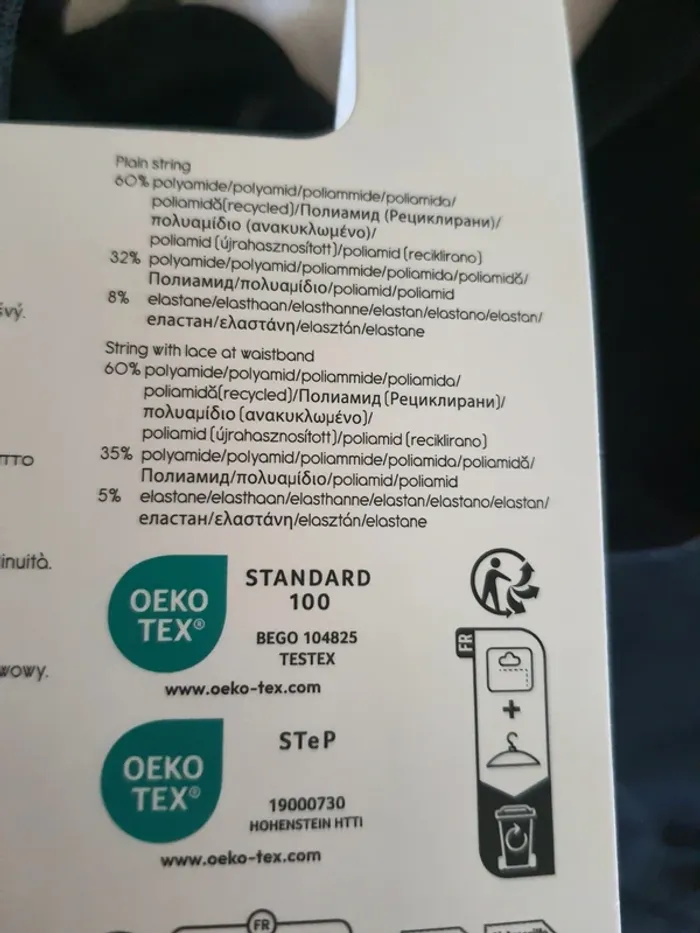 Plain string
60% polyamide/polyamid/poliammide/poliamida/
poliamidă(recycled)/Полиамид (Рециклирани)/
πολυαμίδιο (ανακυκλωμένο)/
poliamid (újrahasznosított)/poliamid (reciklirano)
32% polyamide/polyamid/poliammide/poliamida/poliamidă/
Полиамид/πολυαμίδιο/poliamid/poliamid
8% elastane/elasthaan/elasthanne/elastan/elastano/elastan/
еластан/ελαστάνη/elasztán/elastane
String with lace at waistband
60% polyamide/polyamid/poliammide/poliamida/
poliamidă(recycled)/Полиамид (Рециклирани)/
πολυαμίδιο (ανακυκλωμένο)/
poliamid (újrahasznosított)/poliamid (reciklirano)
35% polyamide/polyamid/poliammide/poliamida/poliamidă/
Полиамид/πολυαμίδιο/poliamid/poliamid
5% elastane/elasthaan/elasthanne/elastan/elastano/elastan/
еластан/ελαστάνη/elasztán/elastane
inuità.
wowy.
OEKO
TEX®
STANDARD
100
BEGO 104825
TESTEX
www.oeko-tex.com
FR
+
OEKO
TEX®
STeP
19000730
HOHENSTEIN HTTI
www.oeko-tex.com
FR